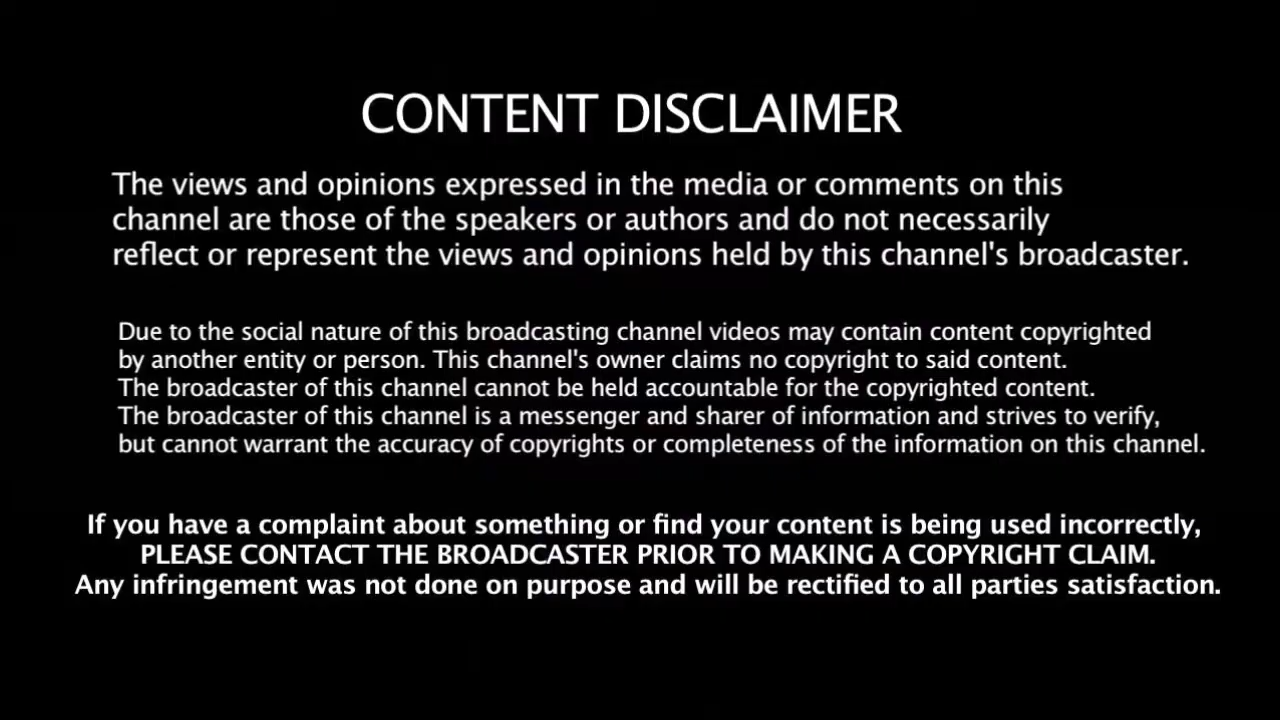 CONTENT DISCLAIMER
The views and opinions expressed in the media or comments on this
channel are those of the speakers or authors and do not necessarily
reflect or represent the views and opinions held by this channel's broadcaster.
Due to the social nature of this broadcasting channel videos may contain content copyrighted
by another entity or person. This channel's owner claims no copyright to said content.
The broadcaster of this channel cannot be held accountable for the copyrighted content.
The broadcaster of this channel is a messenger and sharer of information and strives to verify,
but cannot warrant the accuracy of copyrights or completeness of the information on this channel.
If you have a complaint about something or find your content is being used incorrectly,
PLEASE CONTACT THE BROADCASTER PRIOR TO MAKING A COPYRIGHT CLAIM.
Any infringement was not done on purpose and will be rectified to all parties satisfaction.